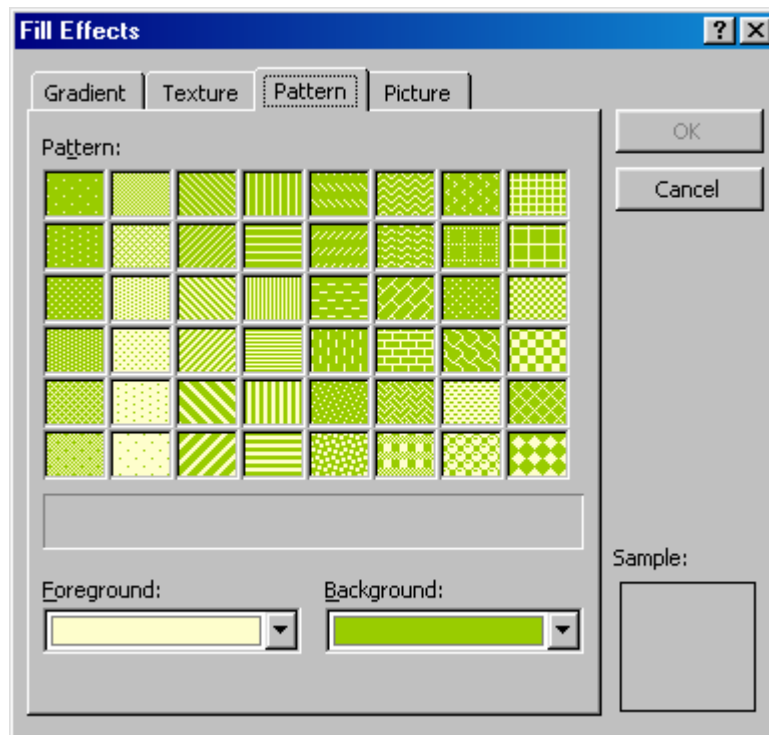 Fill Effects
Gradient Texture Pattern Picture
OK
Pattern:
Cancel
Sample:
Foreground: Background: